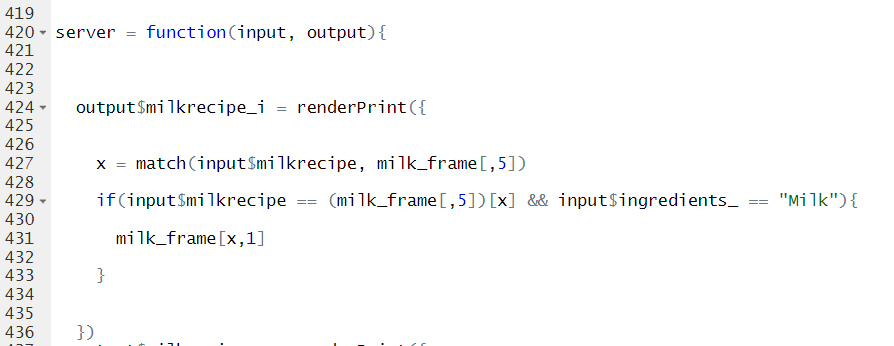 419
420 server = function(input, output){
421
422
423
424 output$milkrecipe_i = renderPrint({
425
426
427 x = match(input$milkrecipe, milk_frame[,5])
428
429 if(input$milkrecipe == (milk_frame[,5])[x] && input$ingredients_ == "Milk"){
430
431 milk_frame[x,1]
432
433 }
434
435
436 })